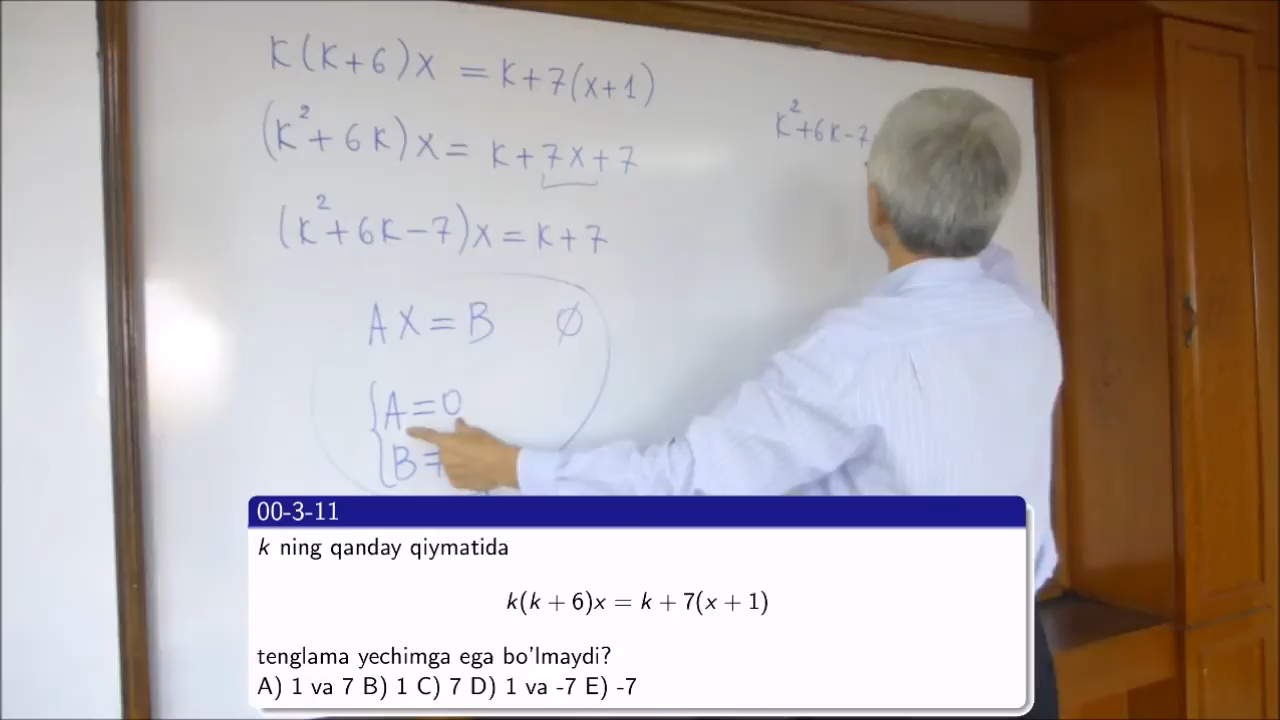 K(K+6)X = K+7(X+1)
(K²+6K)X = K+7X+7
(K²+6K-7)X = K+7
AX = B ∅
A=0
B
K²+6K-7
00-3-11
k ning qanday qiymatida
k(k + 6)x = k + 7(x + 1)
tenglama yechimga ega bo'lmaydi?
A) 1 va 7 B) 1 C) 7 D) 1 va -7 E) -7